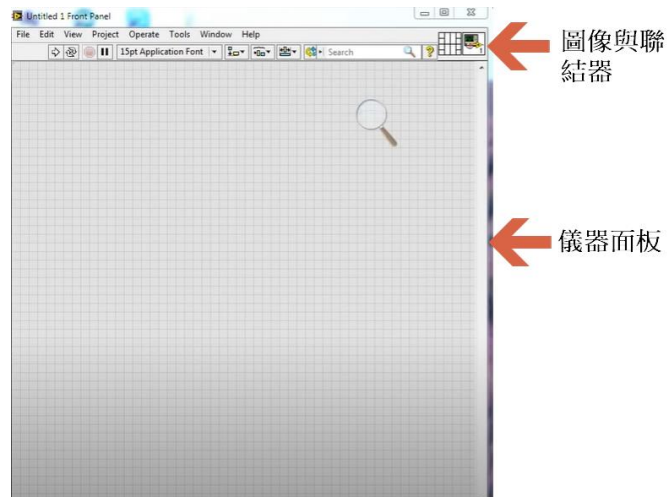 Untitled 1 Front Panel
File Edit View Project Operate Tools Window Help
15pt Application Font
Search
?
1
圖像與聯
結器
儀器面板